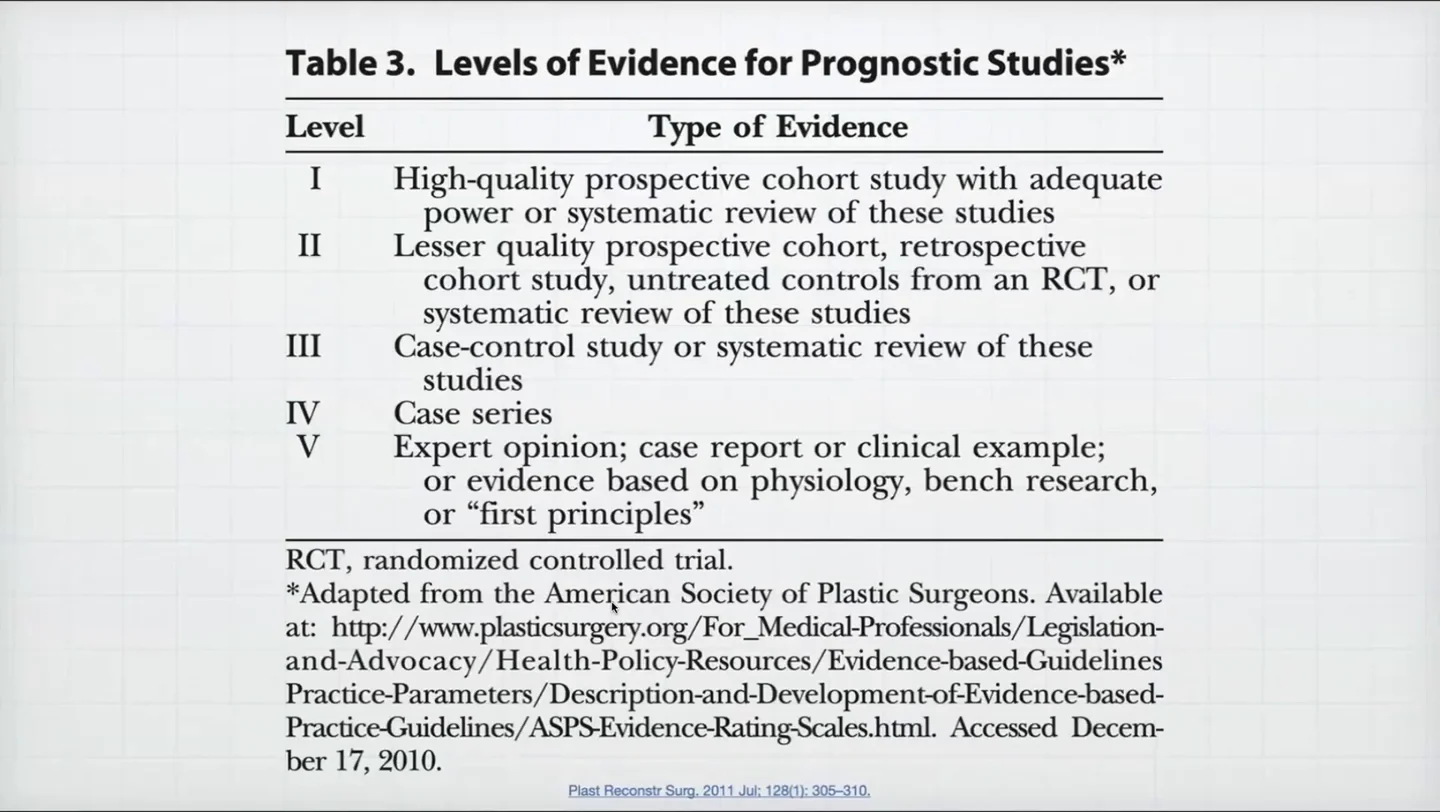 Table 3. Levels of Evidence for Prognostic Studies*
Level Type of Evidence
I High-quality prospective cohort study with adequate
power or systematic review of these studies
II Lesser quality prospective cohort, retrospective
cohort study, untreated controls from an RCT, or
systematic review of these studies
III Case-control study or systematic review of these
studies
IV Case series
V Expert opinion; case report or clinical example;
or evidence based on physiology, bench research,
or “first principles”
RCT, randomized controlled trial.
*Adapted from the American Society of Plastic Surgeons. Available
at: http://www.plasticsurgery.org/For_Medical-Professionals/Legislation-
and-Advocacy/Health-Policy-Resources/Evidence-based-Guidelines
Practice-Parameters/Description-and-Development-of-Evidence-based-
Practice-Guidelines/ASPS-Evidence-Rating-Scales.html. Accessed Decem-
ber 17, 2010.
Plast Reconstr Surg. 2011 Jul; 128(1): 305–310.